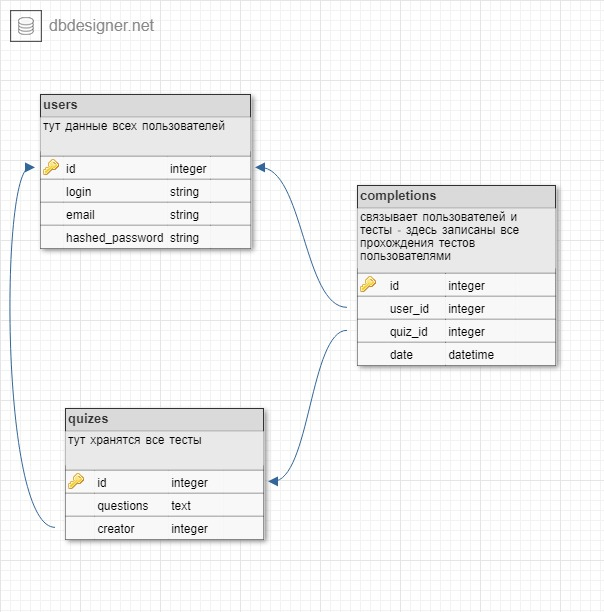 dbdesigner.net
users
тут данные всех пользователей
id integer
login string
email string
hashed_password string
completions
связывает пользователей и
тесты - здесь записаны все
прохождения тестов
пользователями
id integer
user_id integer
quiz_id integer
date datetime
quizes
тут хранятся все тесты
id integer
questions text
creator integer